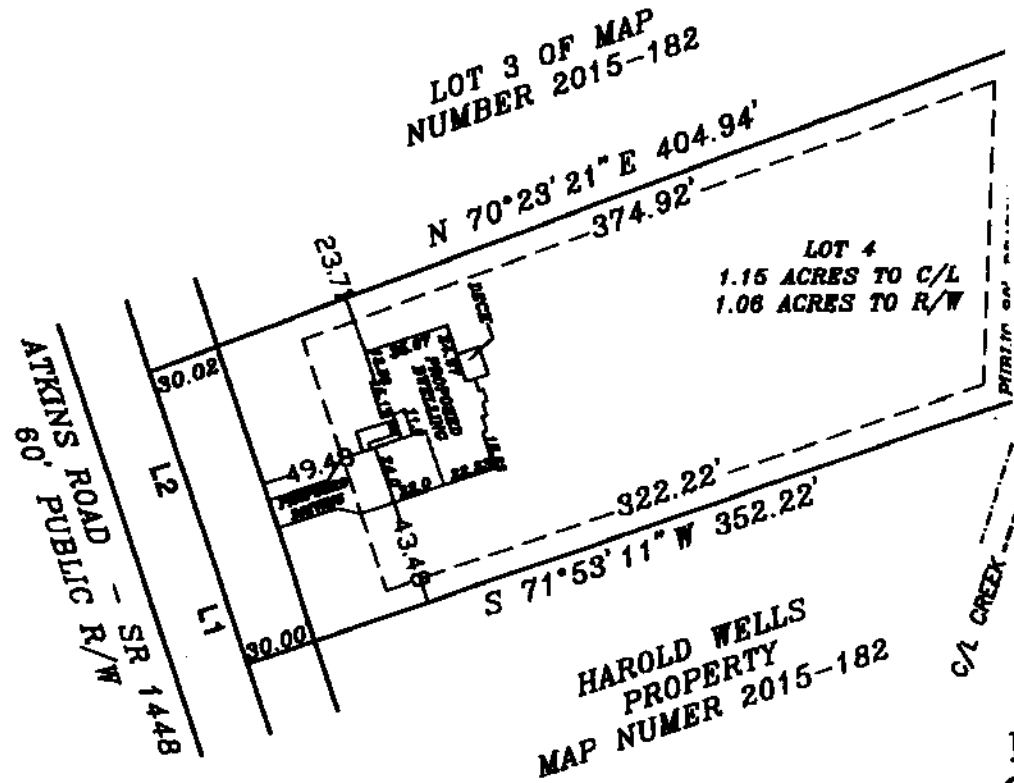 LOT 3 OF MAP
NUMBER 2015-182
N 70°23'21" E 404.94'
374.92'
23.7
LOT 4
1.15 ACRES TO C/L
1.06 ACRES TO R/W
DECK
30.02
PROPOSED
DWELLING
49.49
22.0
43.48
322.22'
S 71°53'11" W 352.22'
L2
L1
30.00
ATKINS ROAD -- SR 1448
60' PUBLIC R/W
HAROLD WELLS
PROPERTY
MAP NUMER 2015-182
C/L CREEK